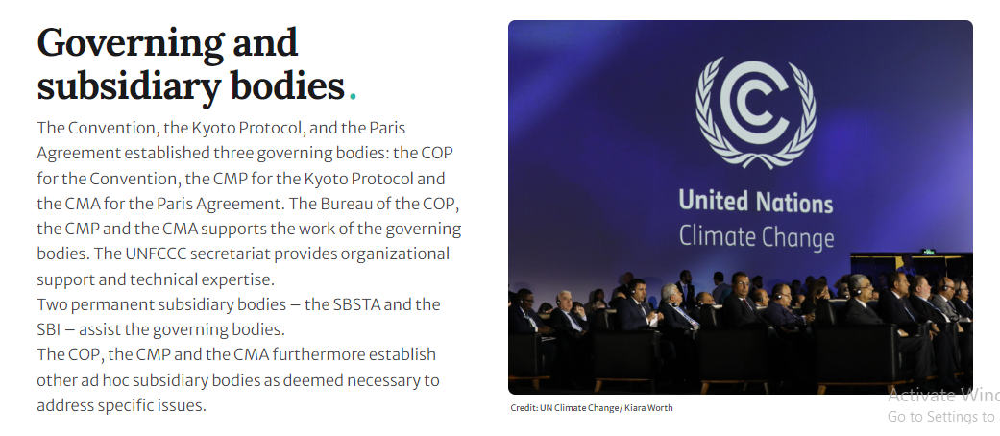 Governing and
subsidiary bodies.
The Convention, the Kyoto Protocol, and the Paris
Agreement established three governing bodies: the COP
for the Convention, the CMP for the Kyoto Protocol and
the CMA for the Paris Agreement. The Bureau of the COP,
the CMP and the CMA supports the work of the governing
bodies. The UNFCCC secretariat provides organizational
support and technical expertise.
Two permanent subsidiary bodies – the SBSTA and the
SBI – assist the governing bodies.
The COP, the CMP and the CMA furthermore establish
other ad hoc subsidiary bodies as deemed necessary to
address specific issues.
United Nations
Climate Change
Credit: UN Climate Change/ Kiara Worth
Activate Wind
Go to Settings to